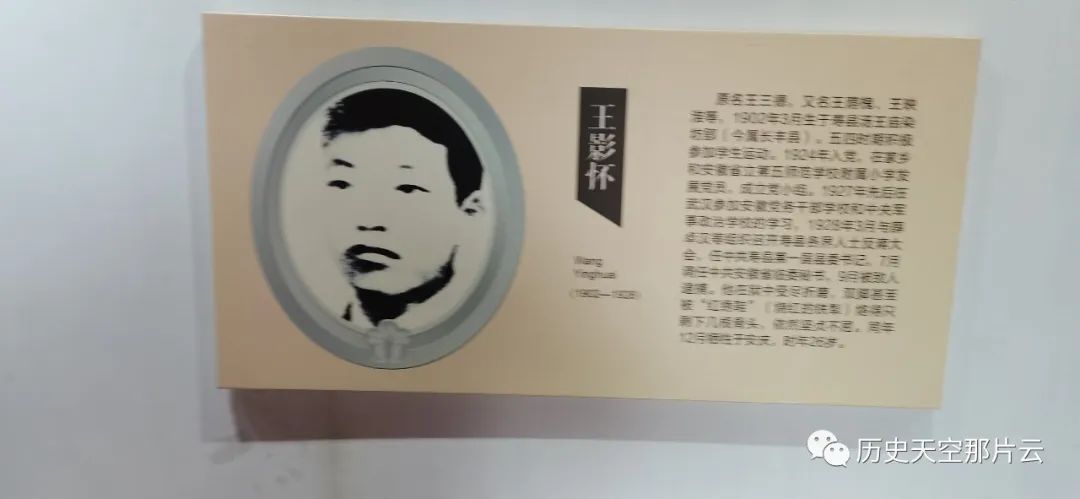 王影怀
Wang
Yinghuai
(1902—1928)
原名王三德，又名王荫槐、王映
淮等，1902年3月生于寿县茂王庙梁
郢郢（今属长丰县）。五四时期积极
参加学生运动。1924年入党，在家乡
和安徽省立第五师范学校附属小学发
展党员，成立党小组。1927年先后在
武汉参加安徽党务干部学校和中央军
事政治学校的学习。1928年3月与薛
卓汉等组织召开寿县各界人士反蒋大
会，任中共寿县第一届县委书记。7月
调任中共安徽省临委秘书，9月被敌人
逮捕。他在狱中受尽折磨，双脚甚至
被“红绣鞋”（烧红的铁犁）烙得只
剩下几根骨头，依然坚贞不屈。同年
12月牺牲于安庆，时年26岁。
历史天空那片云